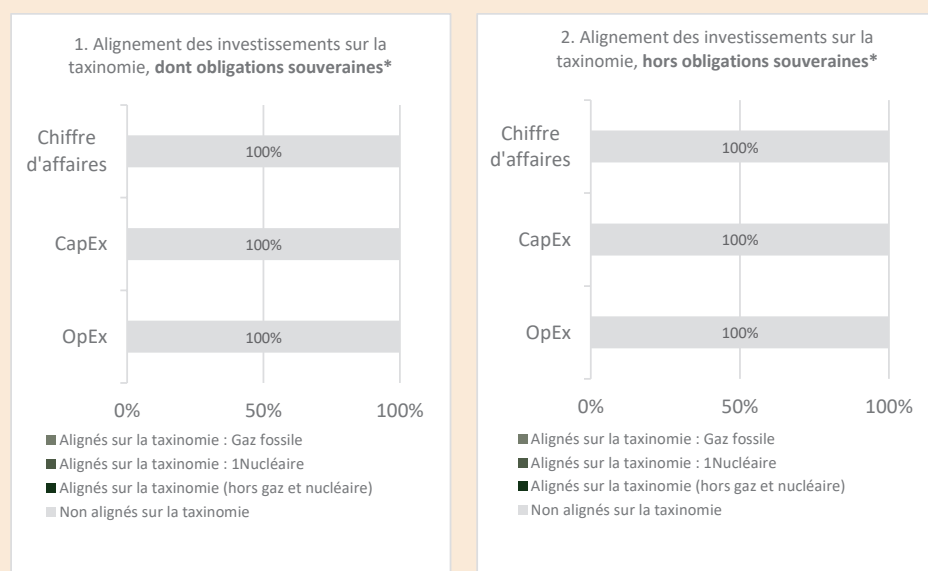 1. Alignement des investissements sur la
taxinomie, dont obligations souveraines*
Chiffre
d'affaires
100%
CapEx
100%
OpEx
100%
0%
50%
100%
Alignés sur la taxinomie : Gaz fossile
Alignés sur la taxinomie : 1Nucléaire
Alignés sur la taxinomie (hors gaz et nucléaire)
Non alignés sur la taxinomie
2. Alignement des investissements sur la
taxinomie, hors obligations souveraines*
Chiffre
d'affaires
100%
CapEx
100%
OpEx
100%
0%
50%
100%
Alignés sur la taxinomie : Gaz fossile
Alignés sur la taxinomie : 1Nucléaire
Alignés sur la taxinomie (hors gaz et nucléaire)
Non alignés sur la taxinomie